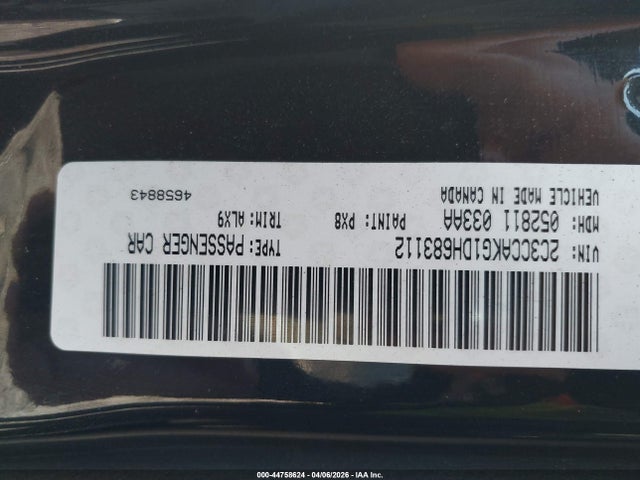 VEHICLE MADE IN CANADA 4658843
MDH: 052811 033AA PAINT: PX8 TRIM: ALX9
VIN: 2C3CCAKG1DH683112 TYPE: PASSENGER CAR
000-44758624 - 04/06/2026 - IAA Inc.